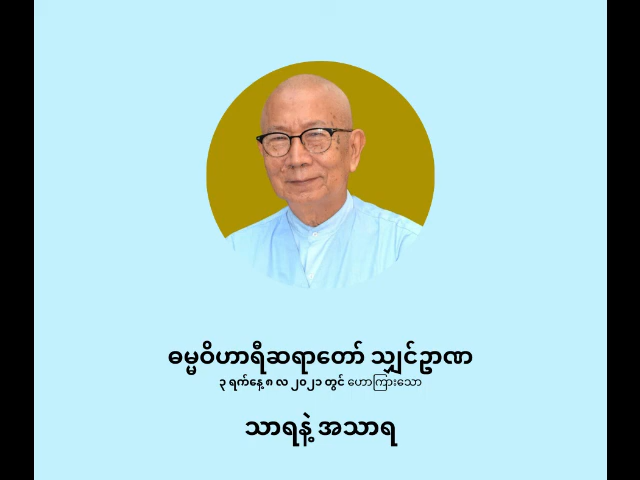 ဓမ္မဝိဟာရီဆရာတော် သျှင်ဥာဏ
၃ ရက်နေ့ ၈ လ ၂၀၂၁ တွင် ဟောကြားသော
သာရနဲ့ အသာရ